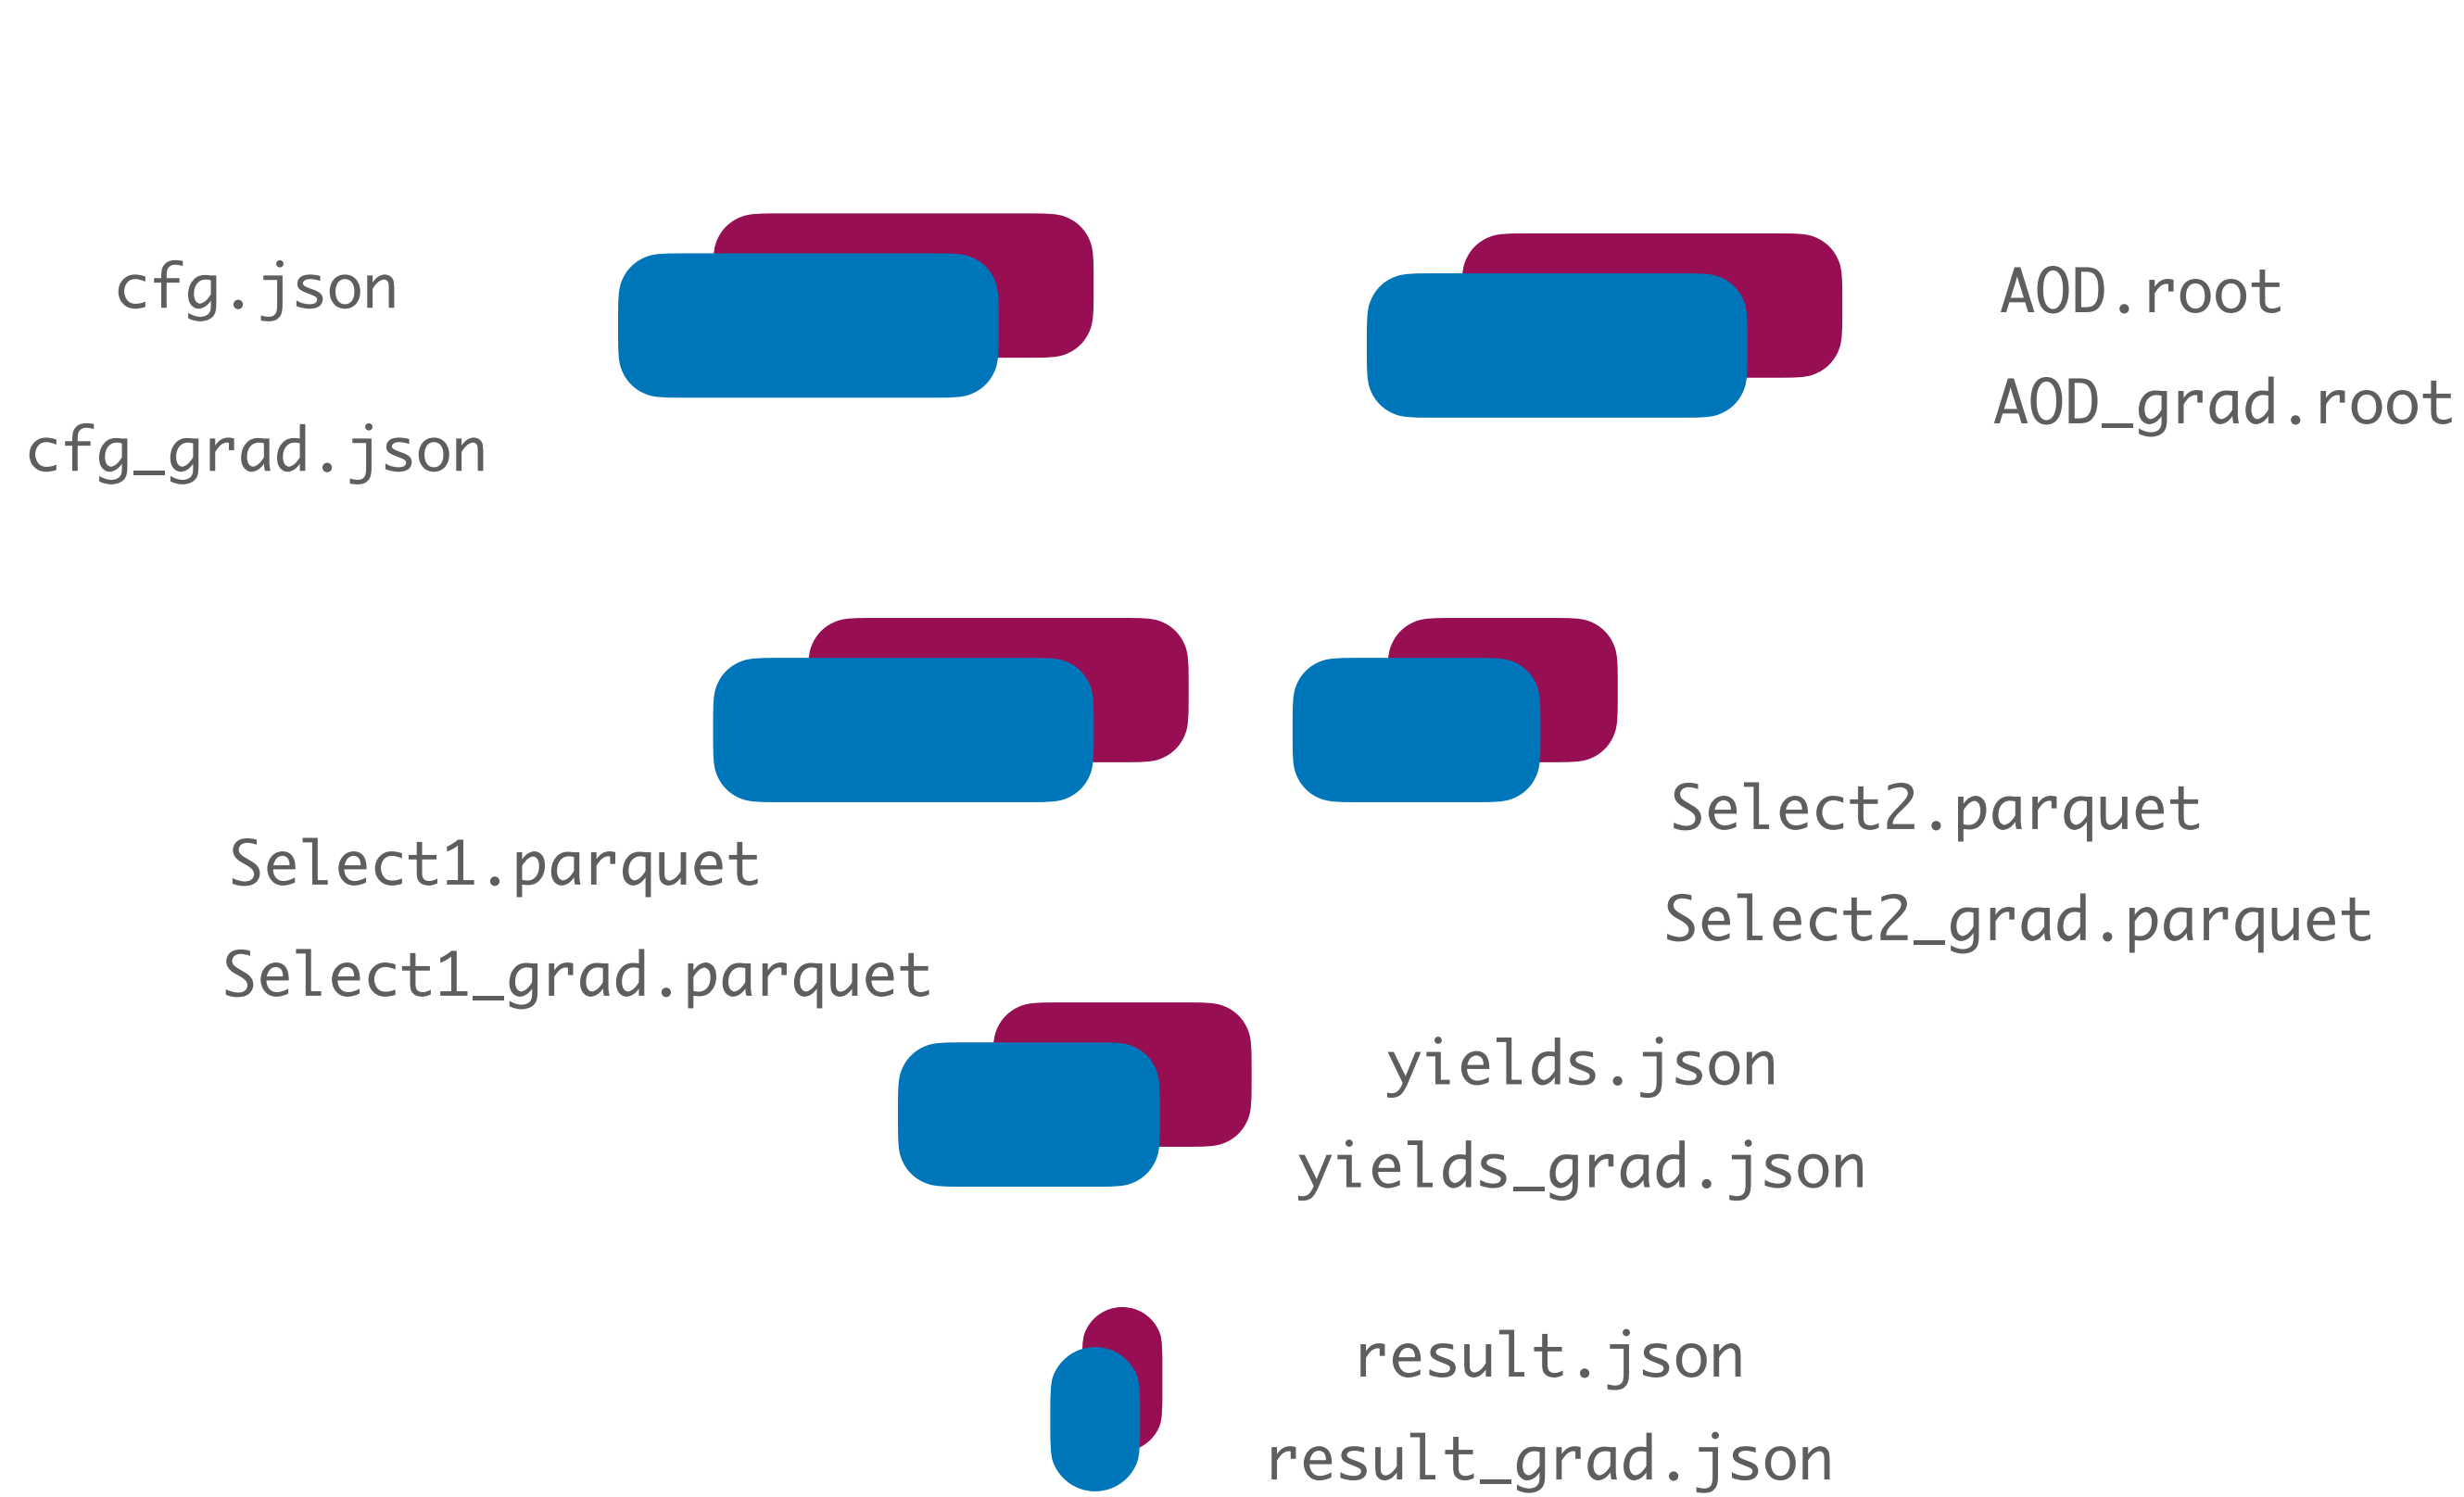 cfg.json
cfg_grad.json
AOD.root
AOD_grad.root
Select1.parquet
Select1_grad.parquet
Select2.parquet
Select2_grad.parquet
yields.json
yields_grad.json
result.json
result_grad.json